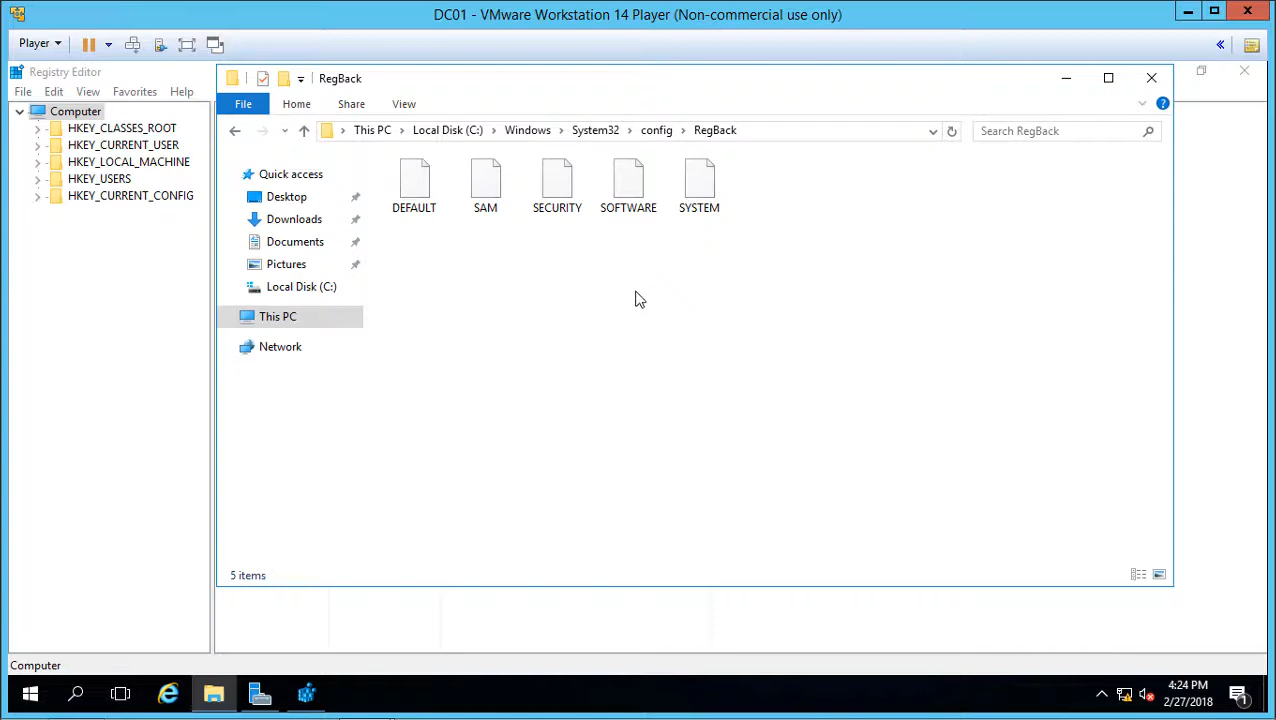 DC01 - VMware Workstation 14 Player (Non-commercial use only)
Player
Registry Editor
File Edit View Favorites Help
Computer
HKEY_CLASSES_ROOT
HKEY_CURRENT_USER
HKEY_LOCAL_MACHINE
HKEY_USERS
HKEY_CURRENT_CONFIG
RegBack
File Home Share View
This PC Local Disk (C:) Windows System32 config RegBack
Search RegBack
Quick access
Desktop
Downloads
Documents
Pictures
Local Disk (C:)
This PC
Network
DEFAULT SAM SECURITY SOFTWARE SYSTEM
5 items
Computer
4:24 PM
2/27/2018
1